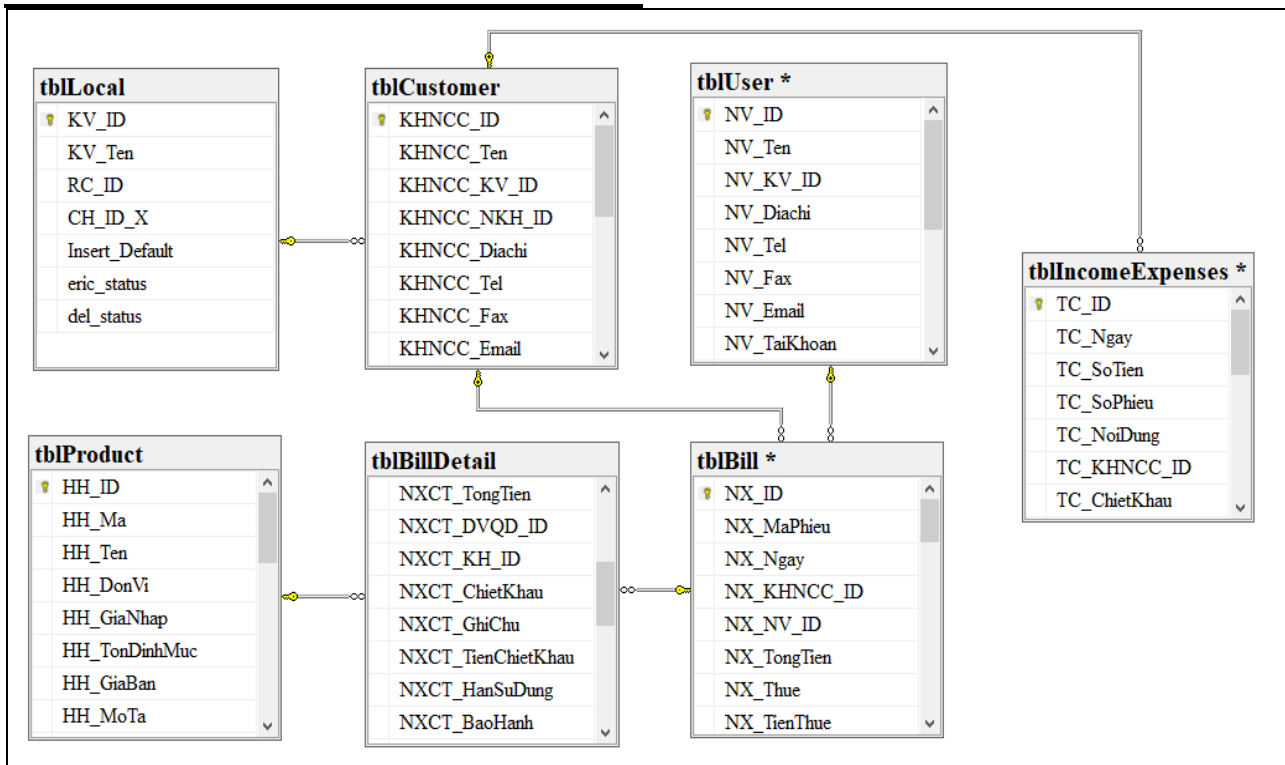 tblLocal
KV_ID
KV_Ten
RC_ID
CH_ID_X
Insert_Default
eric_status
del_status
tblCustomer
KHNCC_ID
KHNCC_Ten
KHNCC_KV_ID
KHNCC_NKH_ID
KHNCC_Diachi
KHNCC_Tel
KHNCC_Fax
KHNCC_Email
tblUser *
NV_ID
NV_Ten
NV_KV_ID
NV_Diachi
NV_Tel
NV_Fax
NV_Email
NV_TaiKhoan
tblIncomeExpenses *
TC_ID
TC_Ngay
TC_SoTien
TC_SoPhieu
TC_NoiDung
TC_KHNCC_ID
TC_ChietKhau
tblProduct
HH_ID
HH_Ma
HH_Ten
HH_DonVi
HH_GiaNhap
HH_TonDinhMuc
HH_GiaBan
HH_MoTa
tblBillDetail
NXCT_TongTien
NXCT_DVQD_ID
NXCT_KH_ID
NXCT_ChietKhau
NXCT_GhiChu
NXCT_TienChietKhau
NXCT_HanSuDung
NXCT_BaoHanh
tblBill *
NX_ID
NX_MaPhieu
NX_Ngay
NX_KHNCC_ID
NX_NV_ID
NX_TongTien
NX_Thue
NX_TienThue